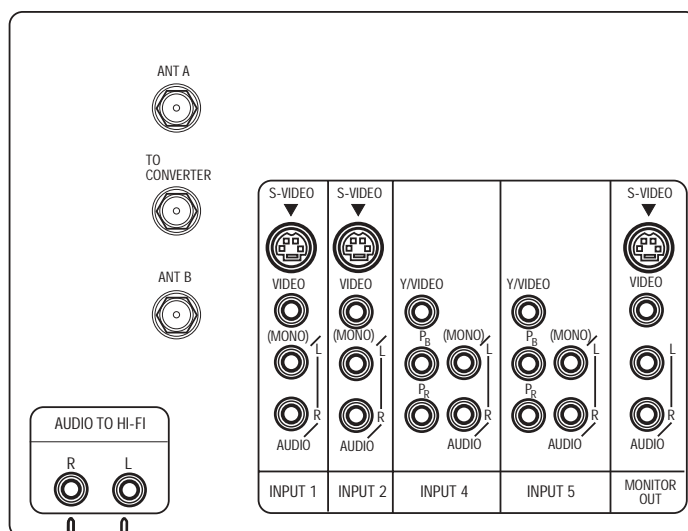 ANT A
TO
CONVERTER
ANT B
AUDIO TO HI-FI
R L
S-VIDEO S-VIDEO S-VIDEO
VIDEO VIDEO Y/VIDEO Y/VIDEO VIDEO
(MONO) (MONO) PB (MONO) PB (MONO)
L L L L L
PR PR
R R R R R
AUDIO AUDIO AUDIO AUDIO AUDIO
INPUT 1 INPUT 2 INPUT 4 INPUT 5 MONITOR
OUT